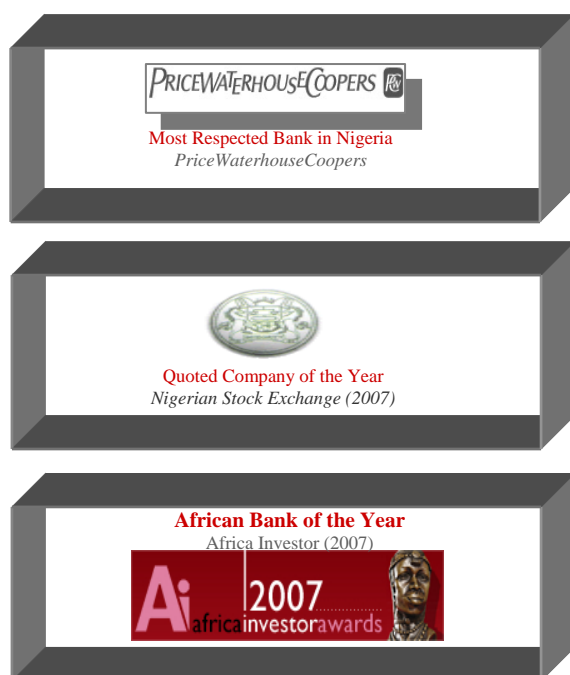 PRICEWATERHOUSECOOPERS
Most Respected Bank in Nigeria
PriceWaterhouseCoopers
Quoted Company of the Year
Nigerian Stock Exchange (2007)
African Bank of the Year
Africa Investor (2007)
Ai 2007
africainvestorawards